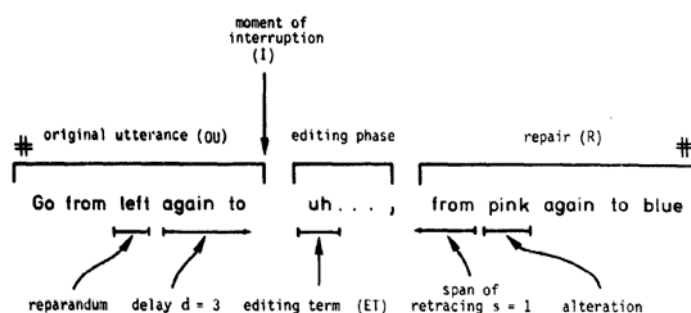 moment of
interruption
(I)
# original utterance (OU) editing phase repair (R) #
Go from left again to uh..., from pink again to blue
reparandum delay d = 3 editing term (ET) span of retracing s = 1 alteration